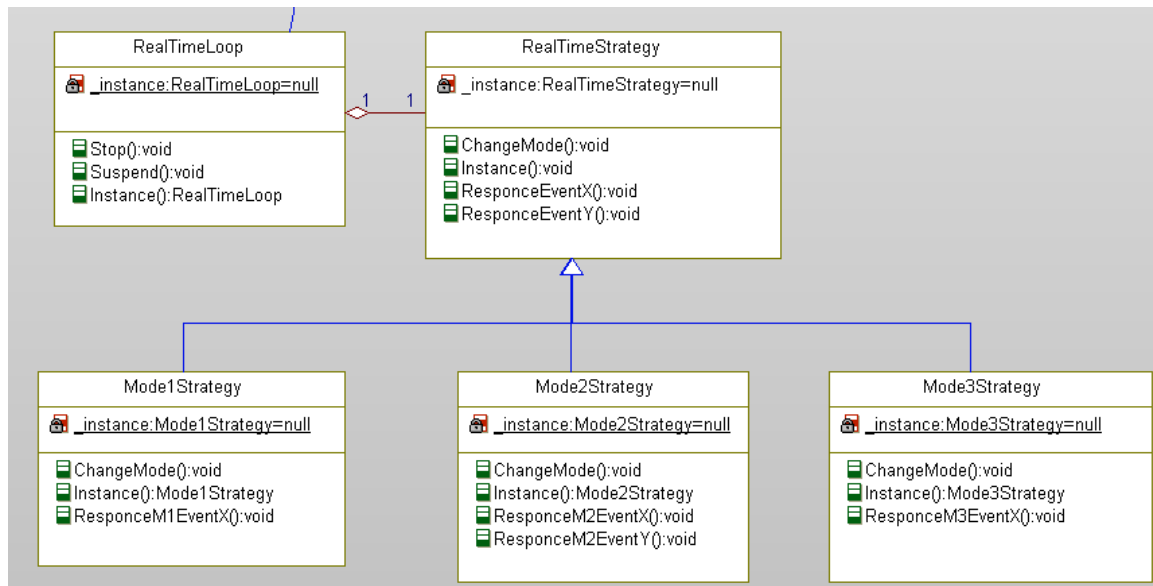 RealTimeLoop
_instance:RealTimeLoop=null
Stop():void
Suspend():void
Instance():RealTimeLoop
1
1
RealTimeStrategy
_instance:RealTimeStrategy=null
ChangeMode():void
Instance():void
ResponceEventX():void
ResponceEventY():void
Mode1Strategy
_instance:Mode1Strategy=null
ChangeMode():void
Instance():Mode1Strategy
ResponceM1EventX():void
Mode2Strategy
_instance:Mode2Strategy=null
ChangeMode():void
Instance():Mode2Strategy
ResponceM2EventX():void
ResponceM2EventY():void
Mode3Strategy
_instance:Mode3Strategy=null
ChangeMode():void
Instance():Mode3Strategy
ResponceM3EventX():void